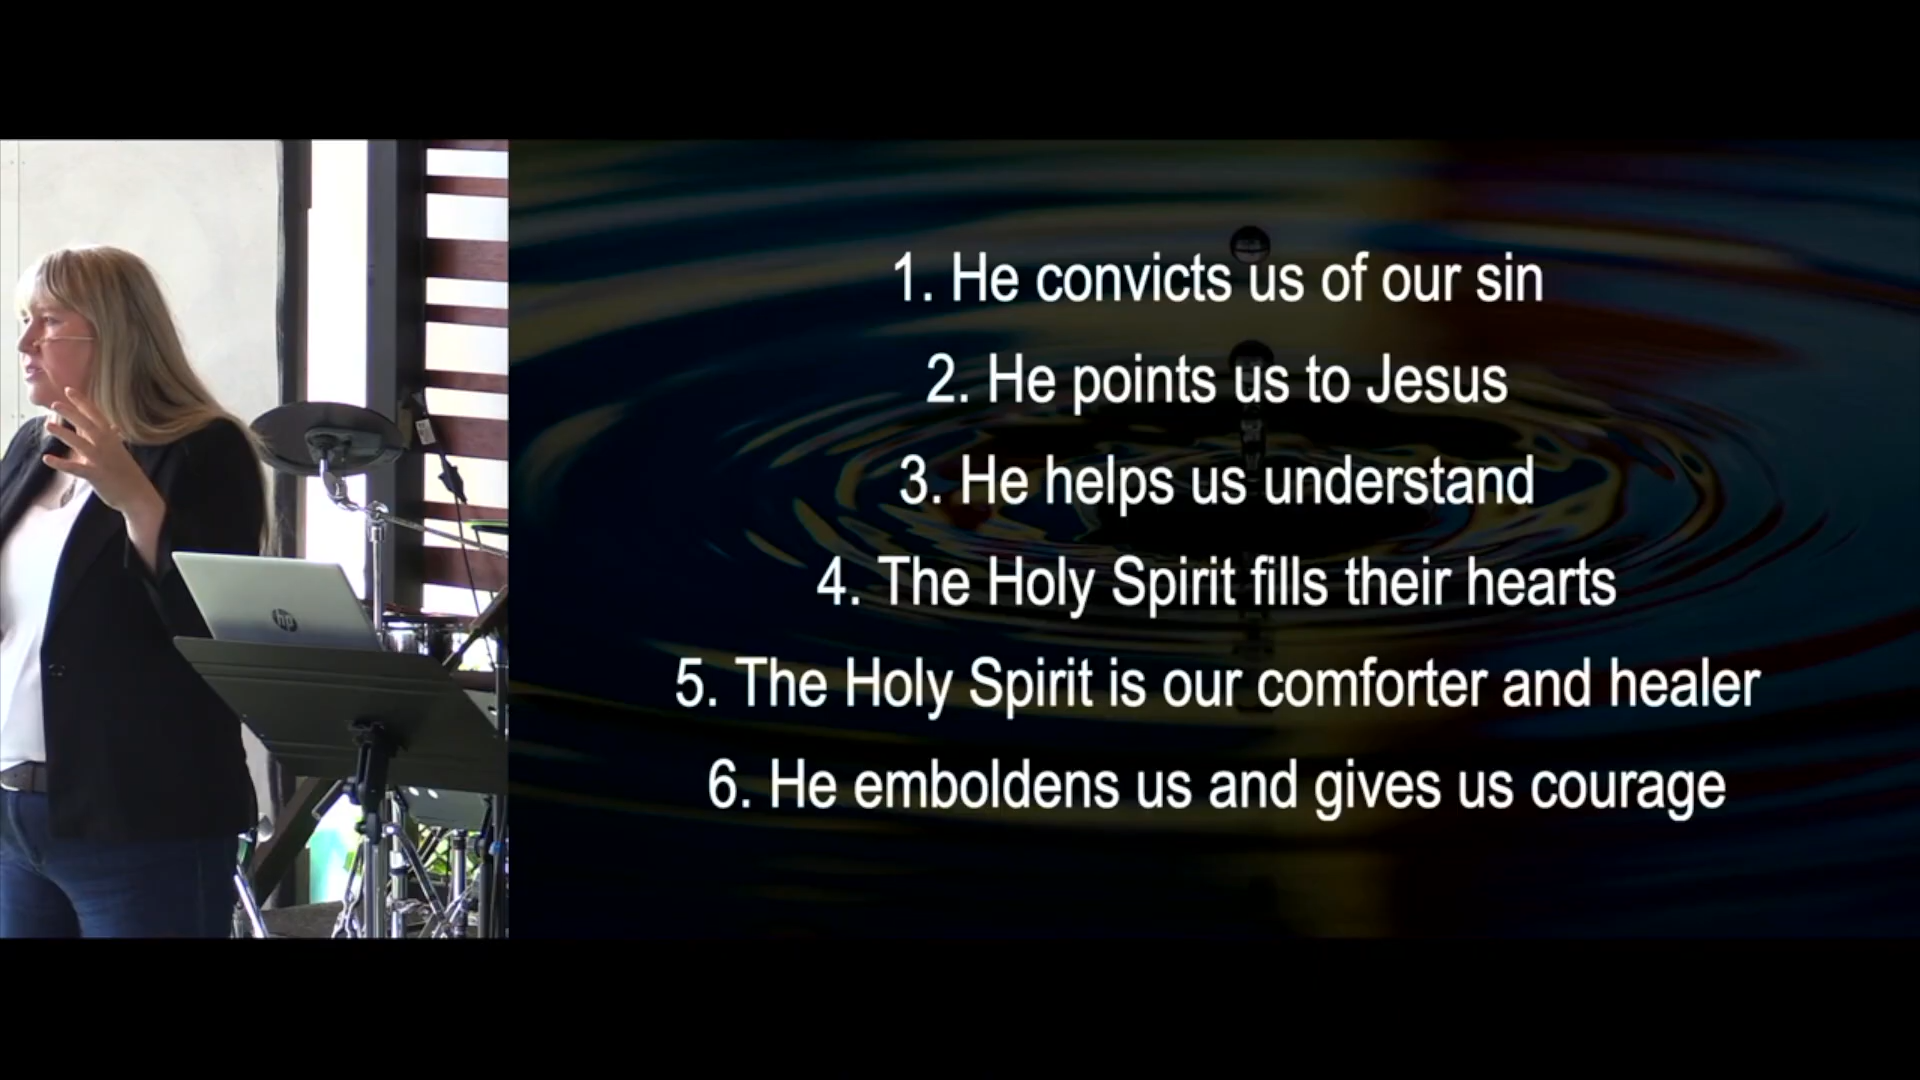 1. He convicts us of our sin
2. He points us to Jesus
3. He helps us understand
4. The Holy Spirit fills their hearts
5. The Holy Spirit is our comforter and healer
6. He emboldens us and gives us courage
hp